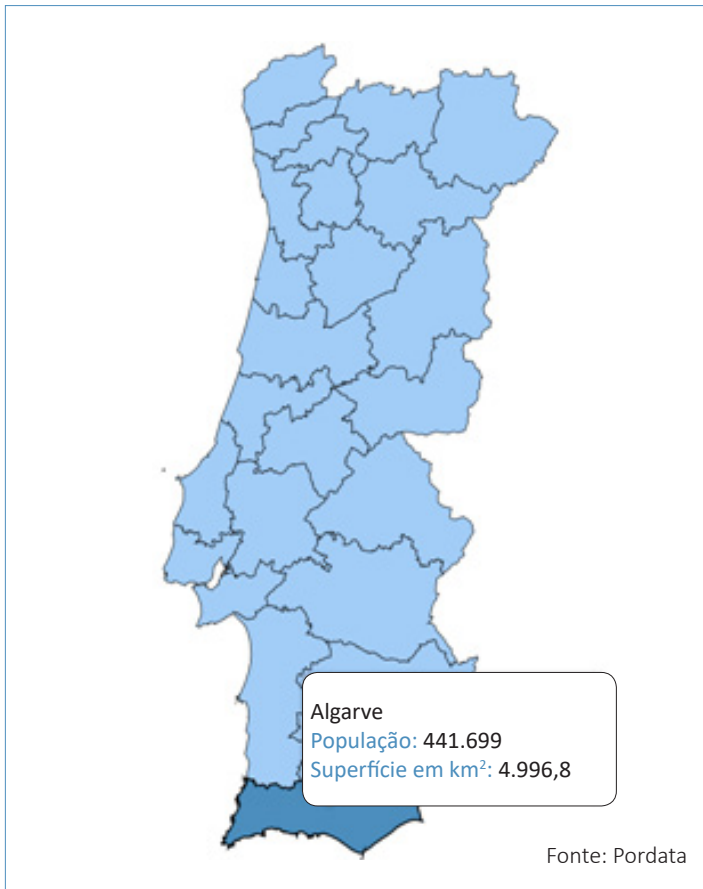 Algarve
População: 441.699
Superfície em km²: 4.996,8
Fonte: Pordata